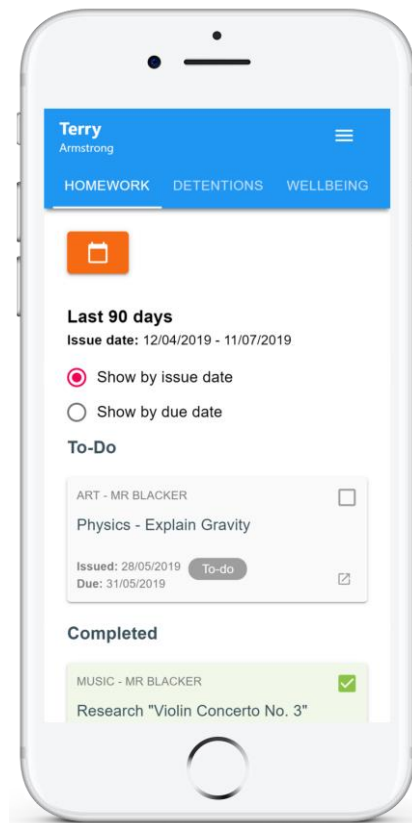 Terry
Armstrong
HOMEWORK DETENTIONS WELLBEING
Last 90 days
Issue date: 12/04/2019 - 11/07/2019
Show by issue date
Show by due date
To-Do
ART - MR BLACKER
Physics - Explain Gravity
Issued: 28/05/2019 To-do
Due: 31/05/2019
Completed
MUSIC - MR BLACKER
Research "Violin Concerto No. 3"